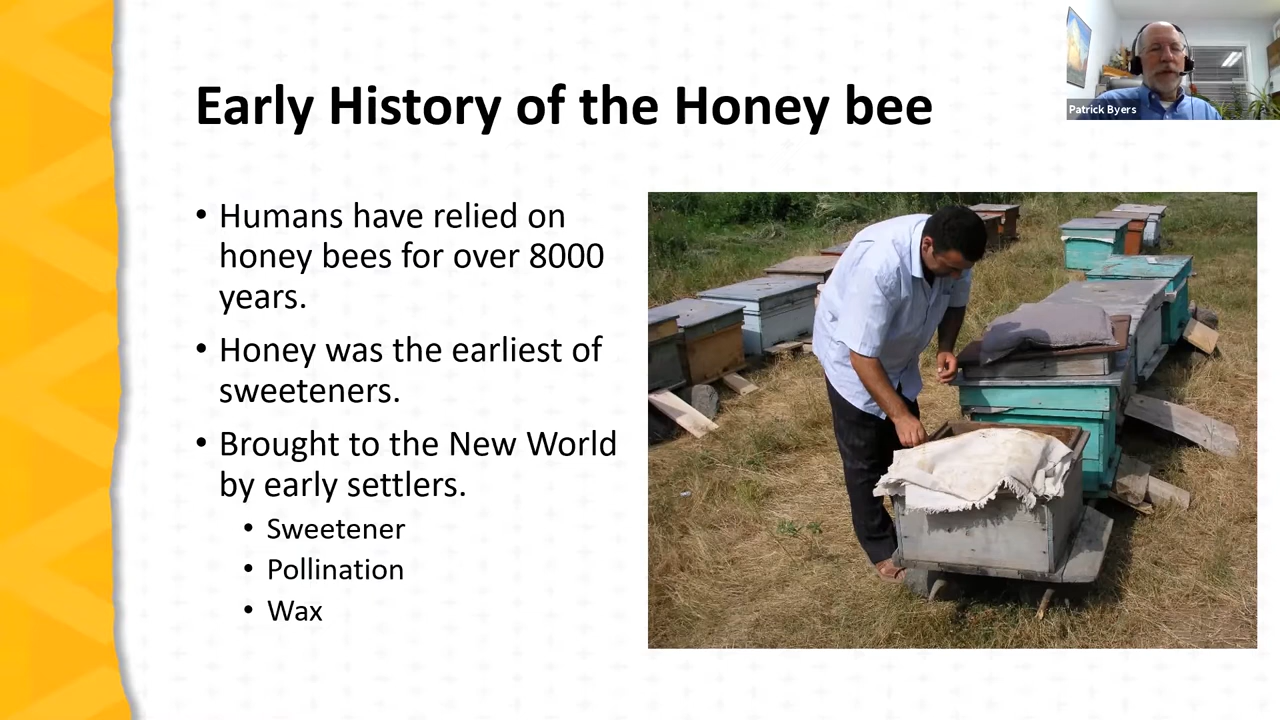 Early History of the Honey bee
Patrick Byers
• Humans have relied on
honey bees for over 8000
years.
• Honey was the earliest of
sweeteners.
• Brought to the New World
by early settlers.
• Sweetener
• Pollination
• Wax